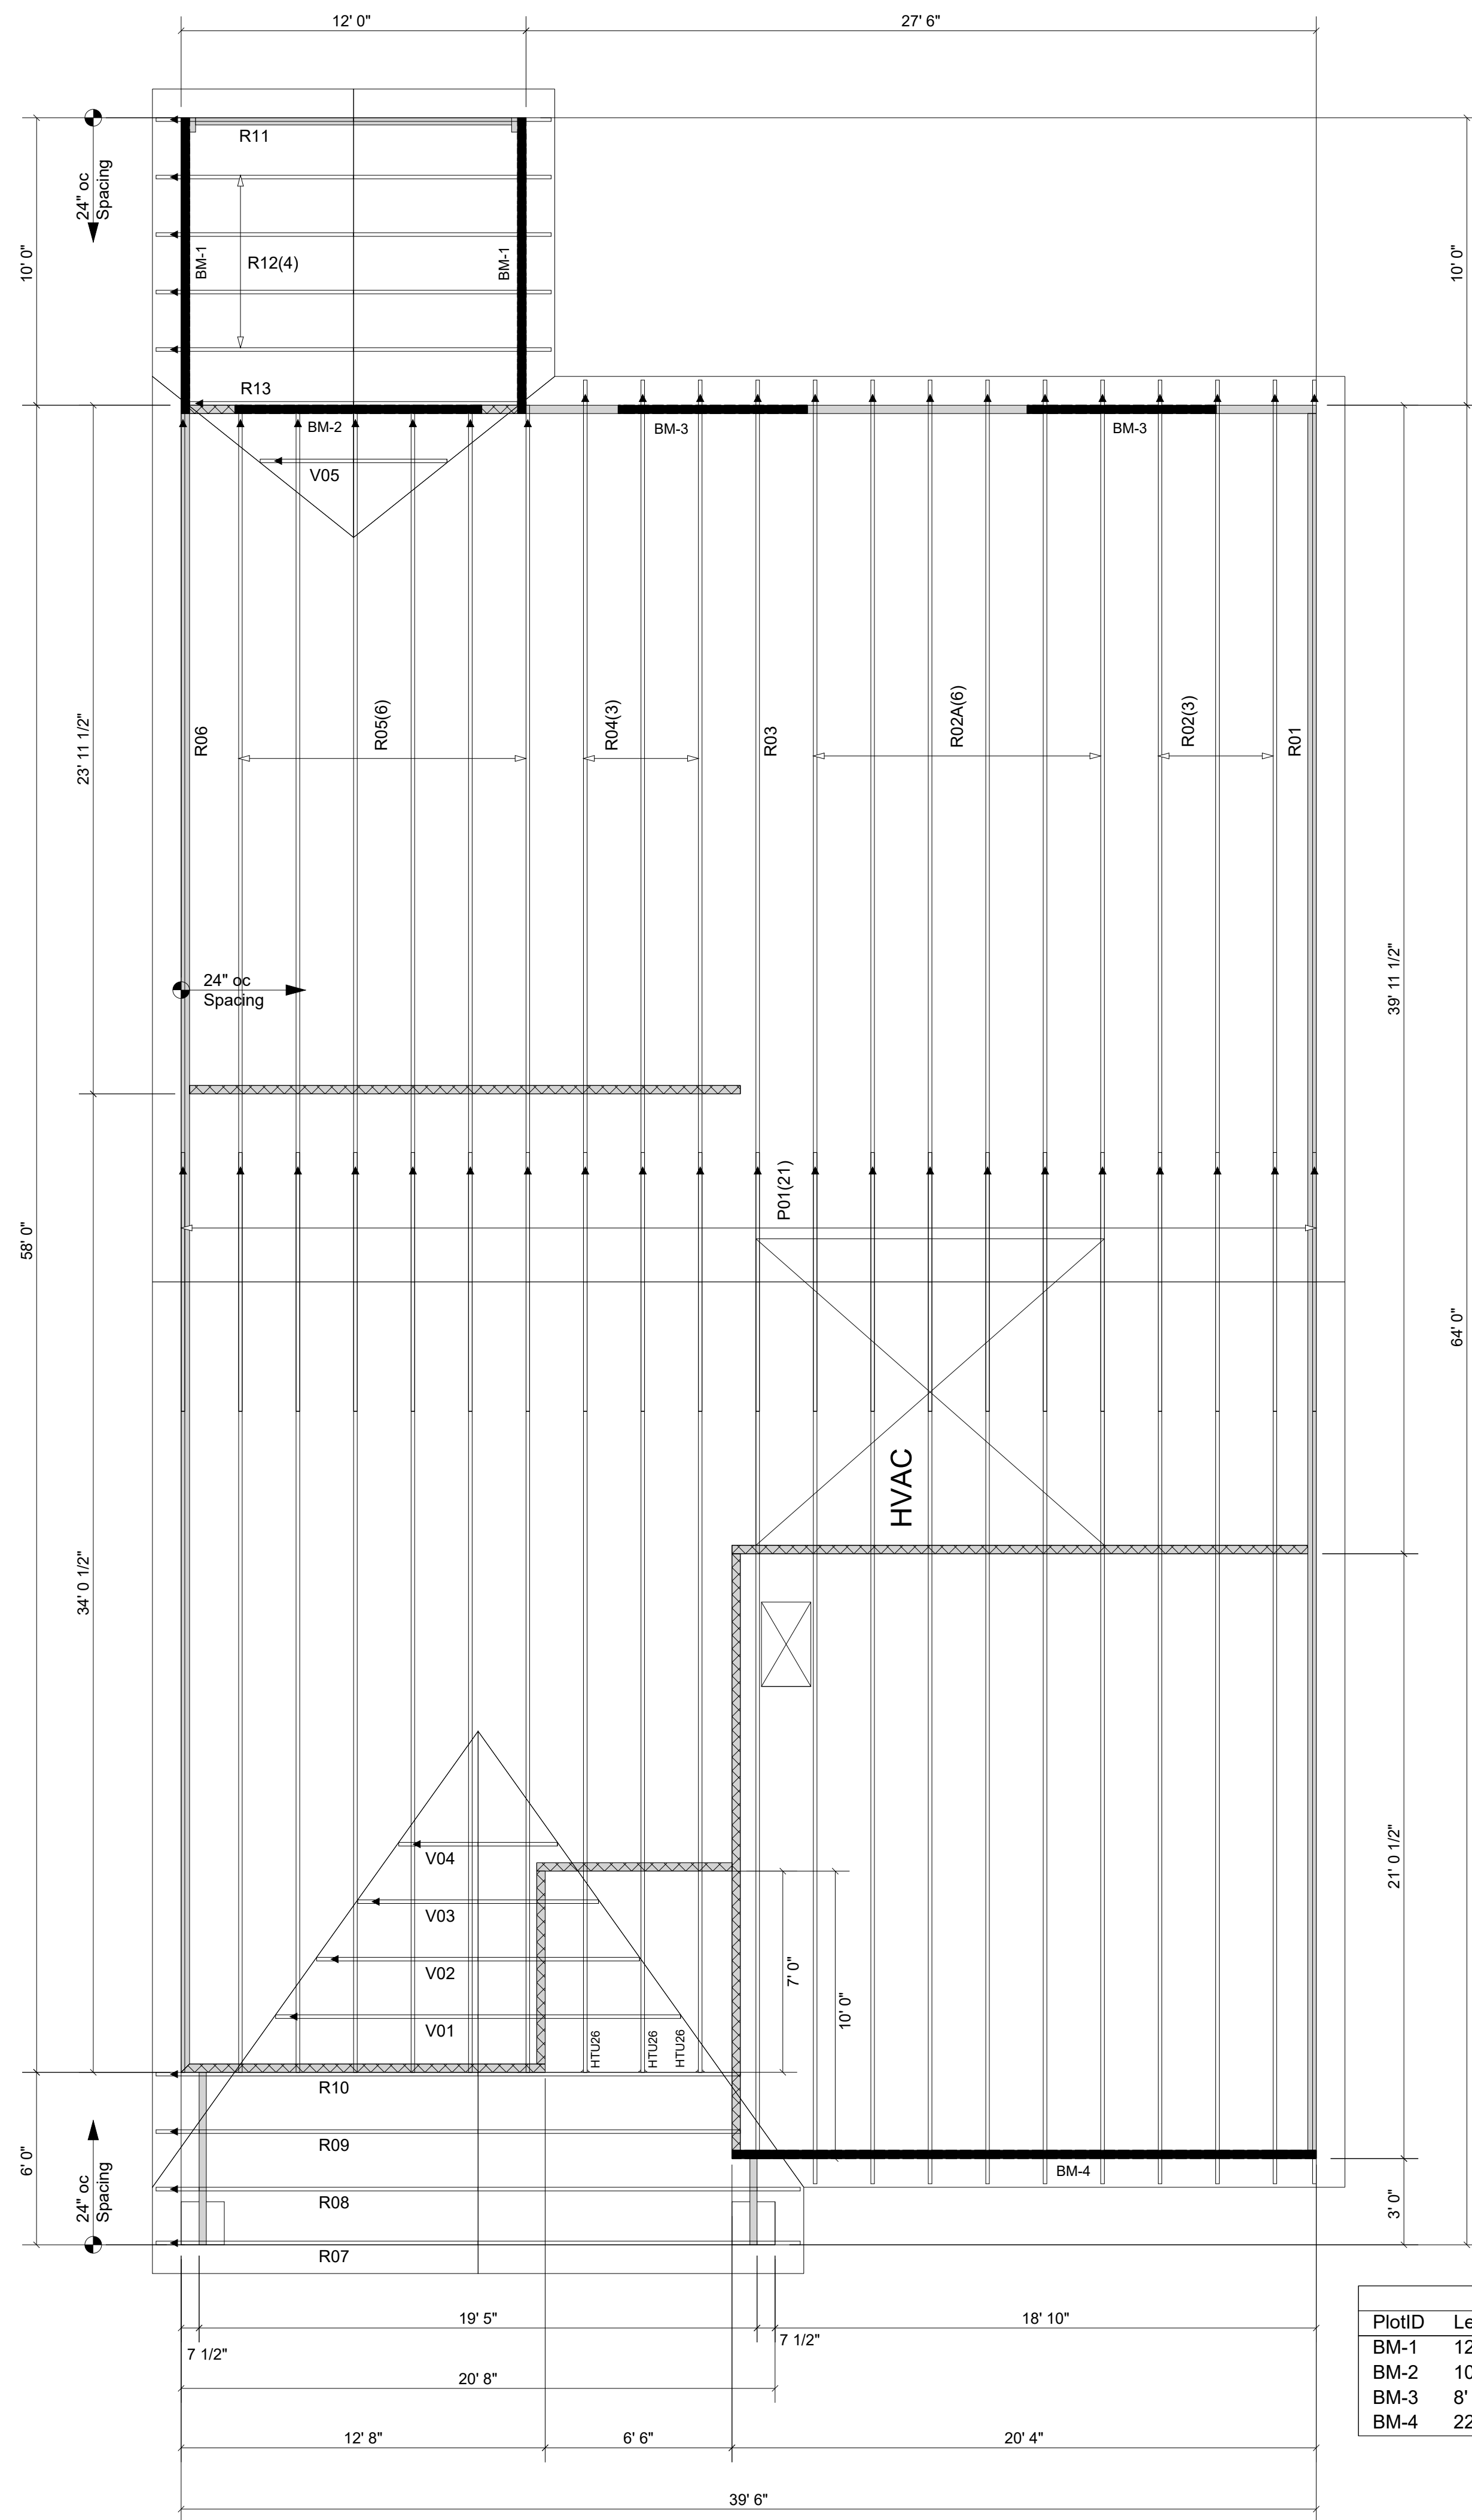 12' 0"
27' 6"
R11
24" oc
Spacing
10' 0"
BM-1
R12(4)
BM-1
10' 0"
R13
BM-2
BM-3
BM-3
V05
23' 11 1/2"
R06
R05(6)
R04(3)
R03
R02A(6)
R02(3)
R01
24" oc
Spacing
39' 11 1/2"
P01(21)
58' 0"
64' 0"
HVAC
34' 0 1/2"
21' 0 1/2"
V04
V03
V02
V01
7' 0"
10' 0"
HTU26
HTU26
HTU26
R10
R09
R08
R07
BM-4
6' 0"
24" oc
Spacing
3' 0"
19' 5"
18' 10"
7 1/2"
7 1/2"
20' 8"
12' 8"
6' 6"
20' 4"
39' 6"
PlotID Le
BM-1 12
BM-2 10
BM-3 8'
BM-4 22